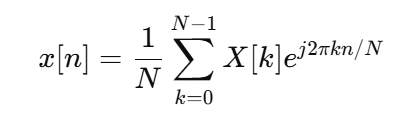 x[n] = \frac{1}{N} \sum_{k=0}^{N-1} X[k]e^{j2\pi kn/N}